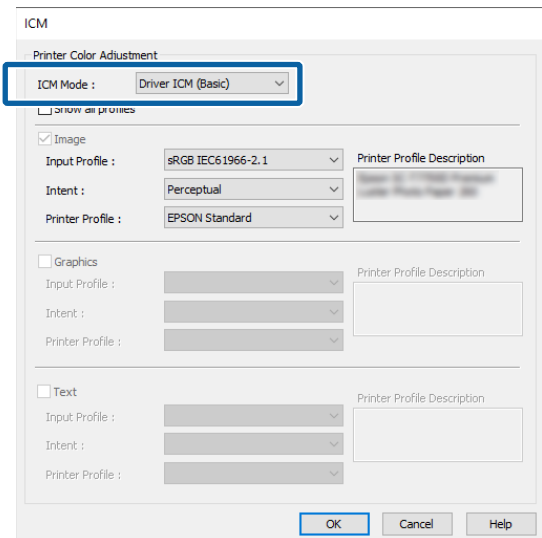 ICM
Printer Color Adjustment
ICM Mode : Driver ICM (Basic)
Show all profiles
Image
Input Profile : sRGB IEC61966-2.1 Printer Profile Description
Intent : Perceptual
Printer Profile : EPSON Standard
Graphics
Input Profile : Printer Profile Description
Intent :
Printer Profile :
Text
Input Profile : Printer Profile Description
Intent :
Printer Profile :
OK Cancel Help